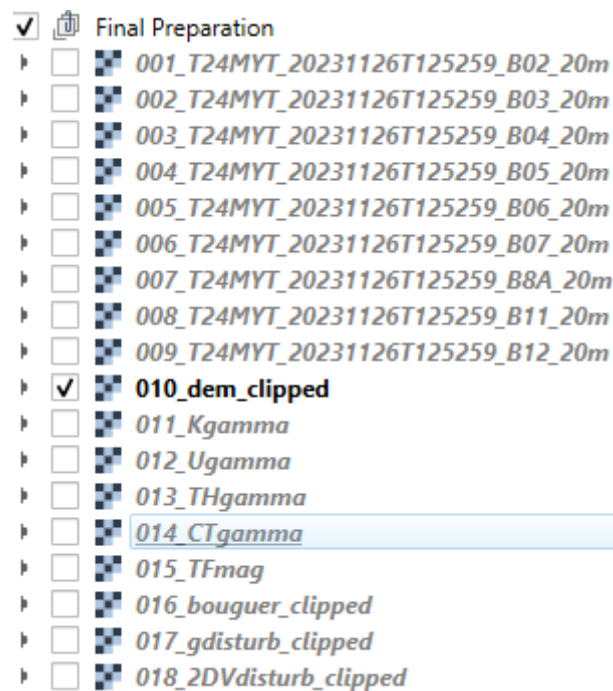 Final Preparation
001_T24MYT_20231126T125259_B02_20m
002_T24MYT_20231126T125259_B03_20m
003_T24MYT_20231126T125259_B04_20m
004_T24MYT_20231126T125259_B05_20m
005_T24MYT_20231126T125259_B06_20m
006_T24MYT_20231126T125259_B07_20m
007_T24MYT_20231126T125259_B8A_20m
008_T24MYT_20231126T125259_B11_20m
009_T24MYT_20231126T125259_B12_20m
010_dem_clipped
011_Kgamma
012_Ugamma
013_THgamma
014_CTgamma
015_TFmag
016_bouguer_clipped
017_gdisturb_clipped
018_2DVdisturb_clipped